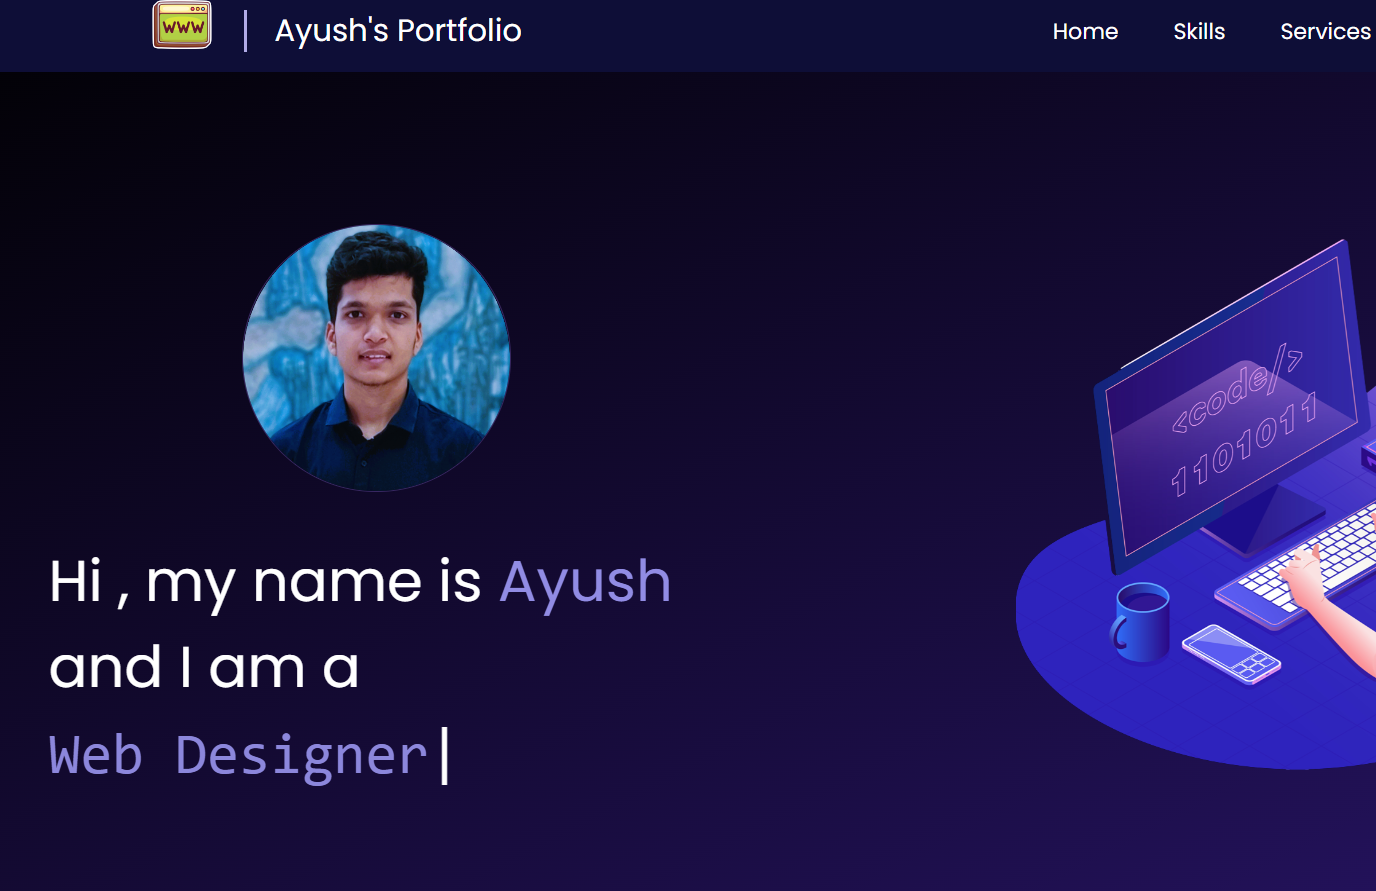 WWW
Ayush's Portfolio
Home Skills Services
Hi , my name is Ayush
and I am a
Web Designer|
<code/>
1101011